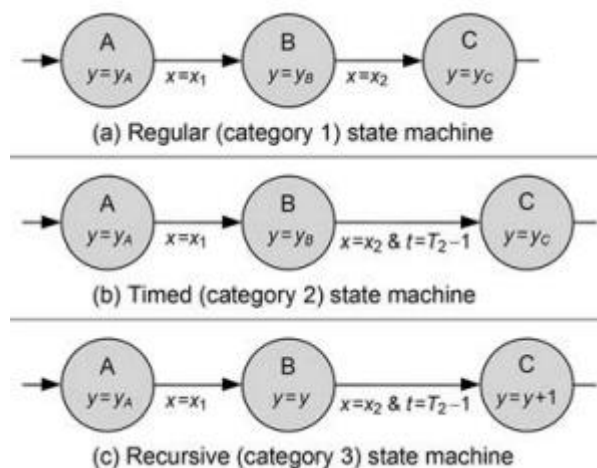 A B C
y=yA x=x1 y=yB x=x2 y=yC
(a) Regular (category 1) state machine
A B C
y=yA x=x1 y=yB x=x2 & t=T2−1 y=yC
(b) Timed (category 2) state machine
A B C
y=yA x=x1 y=y x=x2 & t=T2−1 y=y+1
(c) Recursive (category 3) state machine